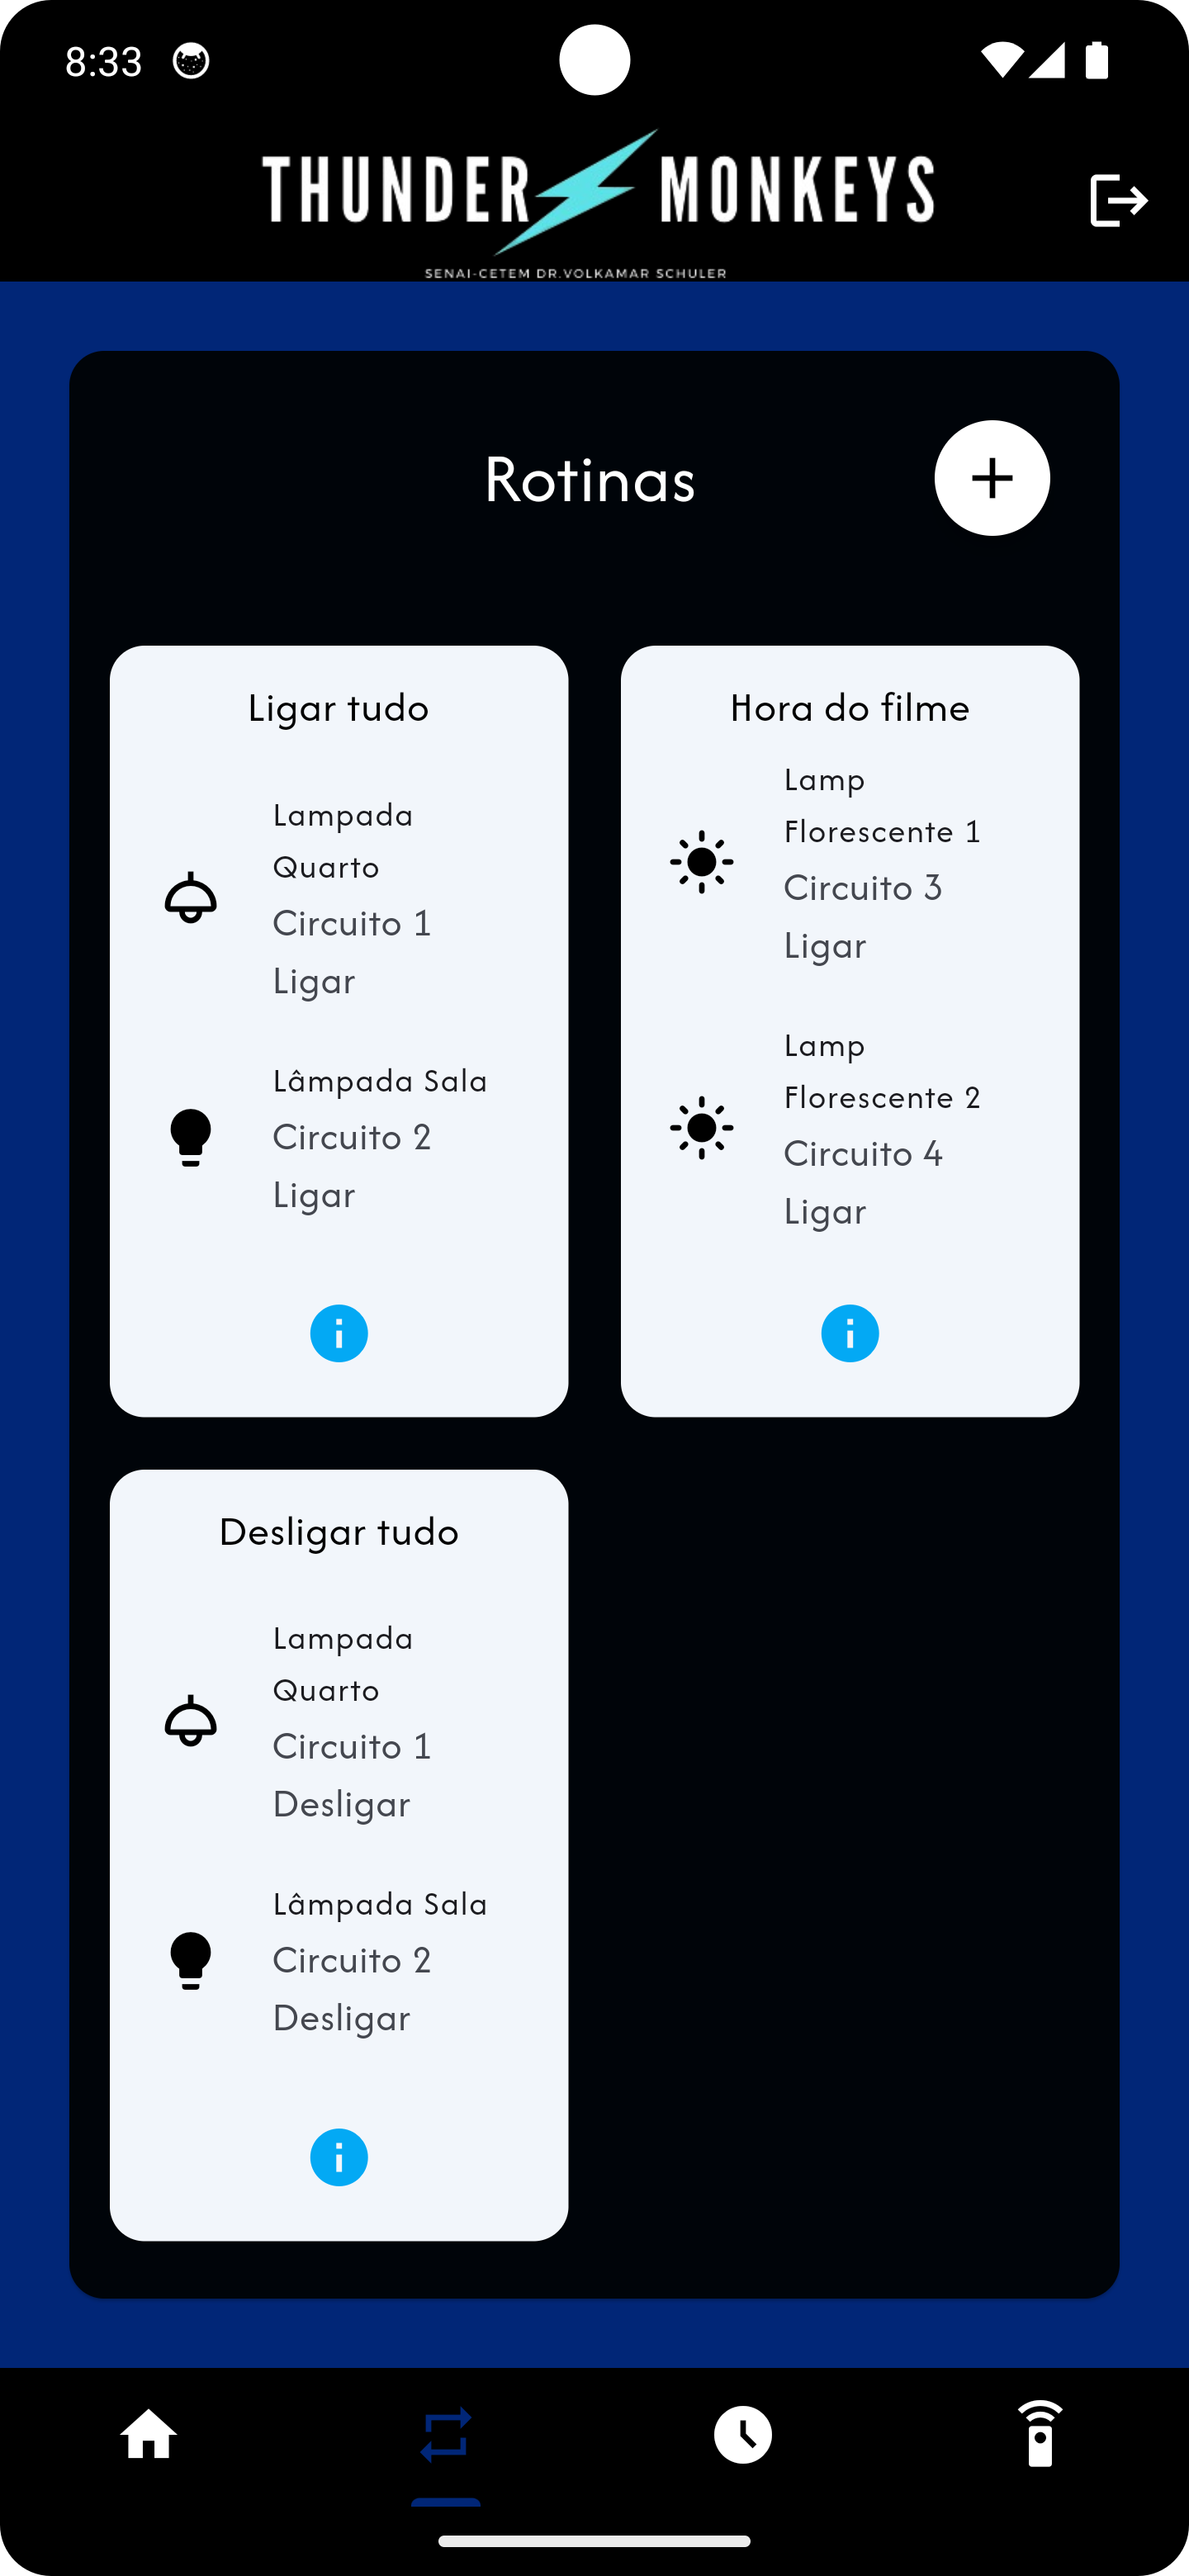 8:33
THUNDER MONKEYS
SENAI-CETEM DR.VOLKAMAR SCHULER
Rotinas
Ligar tudo
Lampada
Quarto
Circuito 1
Ligar
Lâmpada Sala
Circuito 2
Ligar
Hora do filme
Lamp
Florescente 1
Circuito 3
Ligar
Lamp
Florescente 2
Circuito 4
Ligar
Desligar tudo
Lampada
Quarto
Circuito 1
Desligar
Lâmpada Sala
Circuito 2
Desligar